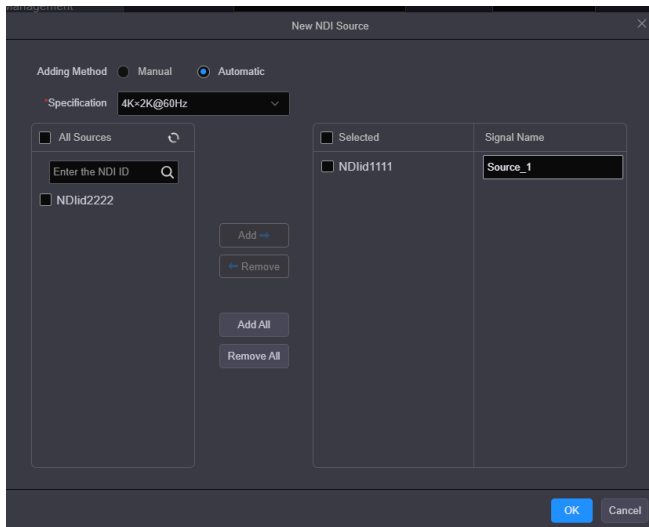 Management
New NDI Source
Adding Method Manual Automatic
*Specification 4K×2K@60Hz
All Sources
Selected Signal Name
Enter the NDI ID
NDIid1111 Source_1
NDIid2222
Add
Remove
Add All
Remove All
OK Cancel